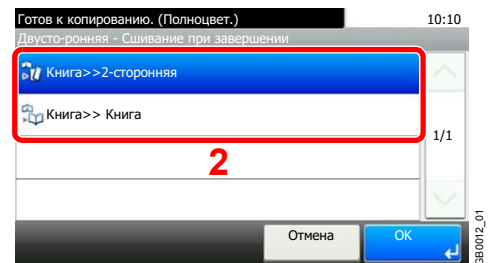 Готов к копированию. (Полноцвет.) 10:10
Двусто-ронняя - Сшивание при завершении
Книга>>2-сторонняя
Книга>> Книга
1/1
2
Отмена
OK
GB0012_01